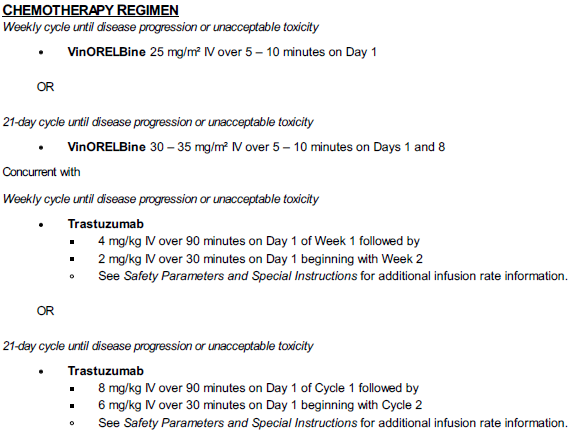 CHEMOTHERAPY REGIMEN
Weekly cycle until disease progression or unacceptable toxicity
• VinORELBine 25 mg/m² IV over 5 – 10 minutes on Day 1
OR
21-day cycle until disease progression or unacceptable toxicity
• VinORELBine 30 – 35 mg/m² IV over 5 – 10 minutes on Days 1 and 8
Concurrent with
Weekly cycle until disease progression or unacceptable toxicity
• Trastuzumab
▪ 4 mg/kg IV over 90 minutes on Day 1 of Week 1 followed by
▪ 2 mg/kg IV over 30 minutes on Day 1 beginning with Week 2
o See Safety Parameters and Special Instructions for additional infusion rate information.
OR
21-day cycle until disease progression or unacceptable toxicity
• Trastuzumab
▪ 8 mg/kg IV over 90 minutes on Day 1 of Cycle 1 followed by
▪ 6 mg/kg IV over 30 minutes on Day 1 beginning with Cycle 2
o See Safety Parameters and Special Instructions for additional infusion rate information.